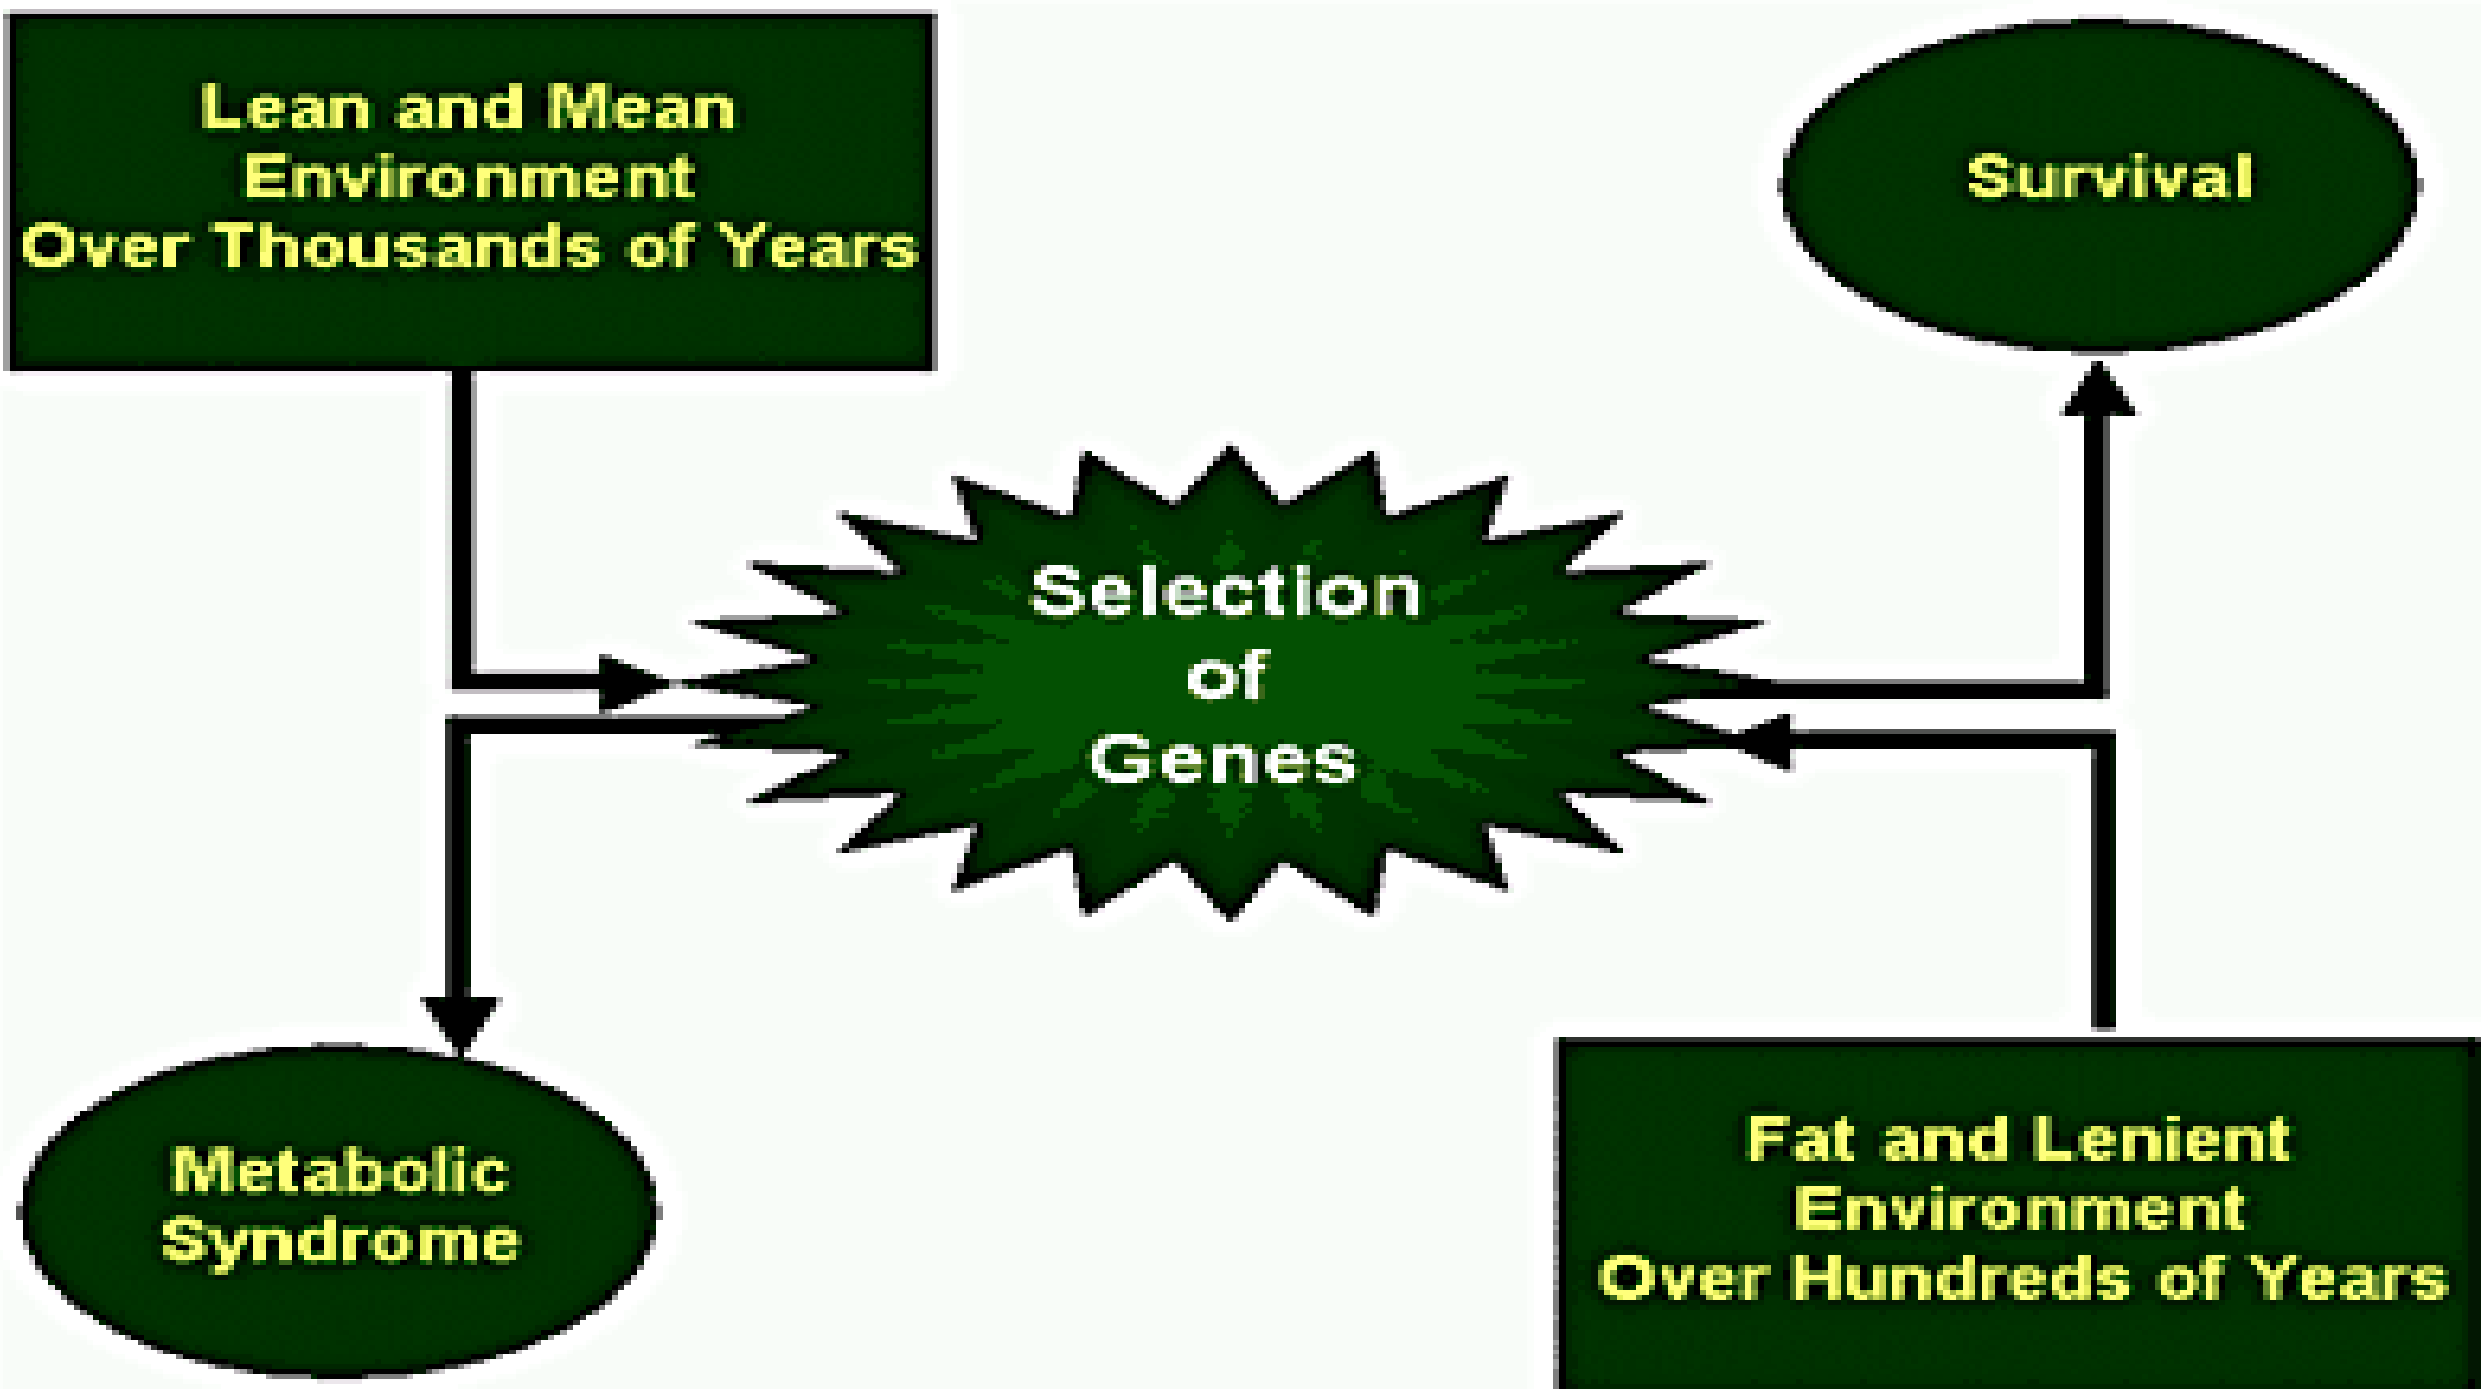 Lean and Mean
Environment
Over Thousands of Years
Survival
Selection
of
Genes
Metabolic
Syndrome
Fat and Lenient
Environment
Over Hundreds of Years